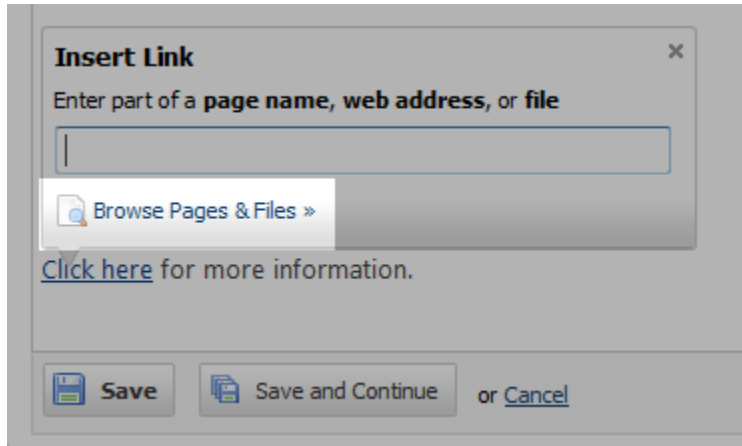 Insert Link
Enter part of a page name, web address, or file
Browse Pages & Files »
Click here for more information.
Save Save and Continue or Cancel